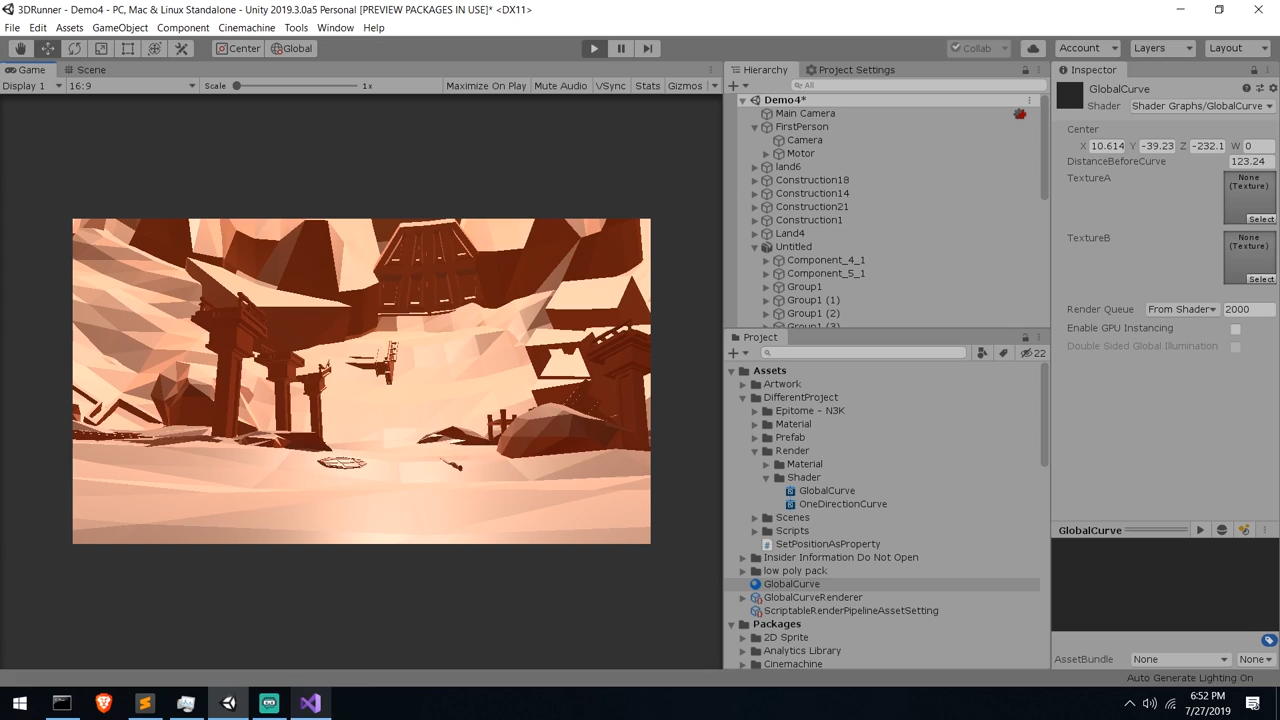 3DRunner - Demo4 - PC, Mac & Linux Standalone - Unity 2019.3.0a5 Personal [PREVIEW PACKAGES IN USE]* <DX11>
File Edit Assets GameObject Component Cinemachine Tools Window Help
Center Global Collab Account Layers Layout
Game Scene
Display 1 16:9 Scale 1x Maximize On Play Mute Audio VSync Stats Gizmos
Hierarchy Project Settings
All
Demo4*
Main Camera
FirstPerson
Camera
Motor
land6
Construction18
Construction14
Construction21
Construction1
Land4
Untitled
Component_4_1
Component_5_1
Group1
Group1 (1)
Group1 (2)
Group1 (3)
Project
22
Assets
Artwork
DifferentProject
Epitome - N3K
Material
Prefab
Render
Material
Shader
GlobalCurve
OneDirectionCurve
Scenes
Scripts
SetPositionAsProperty
Insider Information Do Not Open
low poly pack
GlobalCurve
GlobalCurveRenderer
ScriptableRenderPipelineAssetSetting
Packages
2D Sprite
Analytics Library
Cinemachine
Inspector
GlobalCurve
Shader Shader Graphs/GlobalCurve
Center
X 10.614 Y -39.23 Z -232.1 W 0
DistanceBeforeCurve 123.24
TextureA None (Texture)
Select
TextureB None (Texture)
Select
Render Queue From Shader 2000
Enable GPU Instancing
Double Sided Global Illumination
GlobalCurve
AssetBundle None None
Auto Generate Lighting On
6:52 PM
7/27/2019